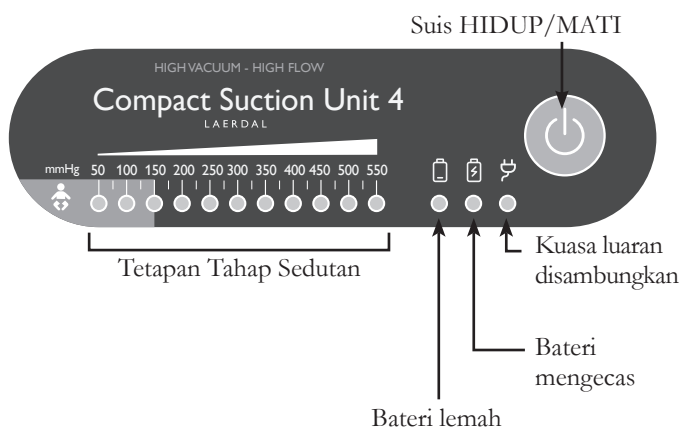 Suis HIDUP/MATI
HIGH VACUUM - HIGH FLOW
Compact Suction Unit 4
LAERDAL
mmHg 50 100 150 200 250 300 350 400 450 500 550
Tetapan Tahap Sedutan
Kuasa luaran
disambungkan
Bateri
mengecas
Bateri lemah